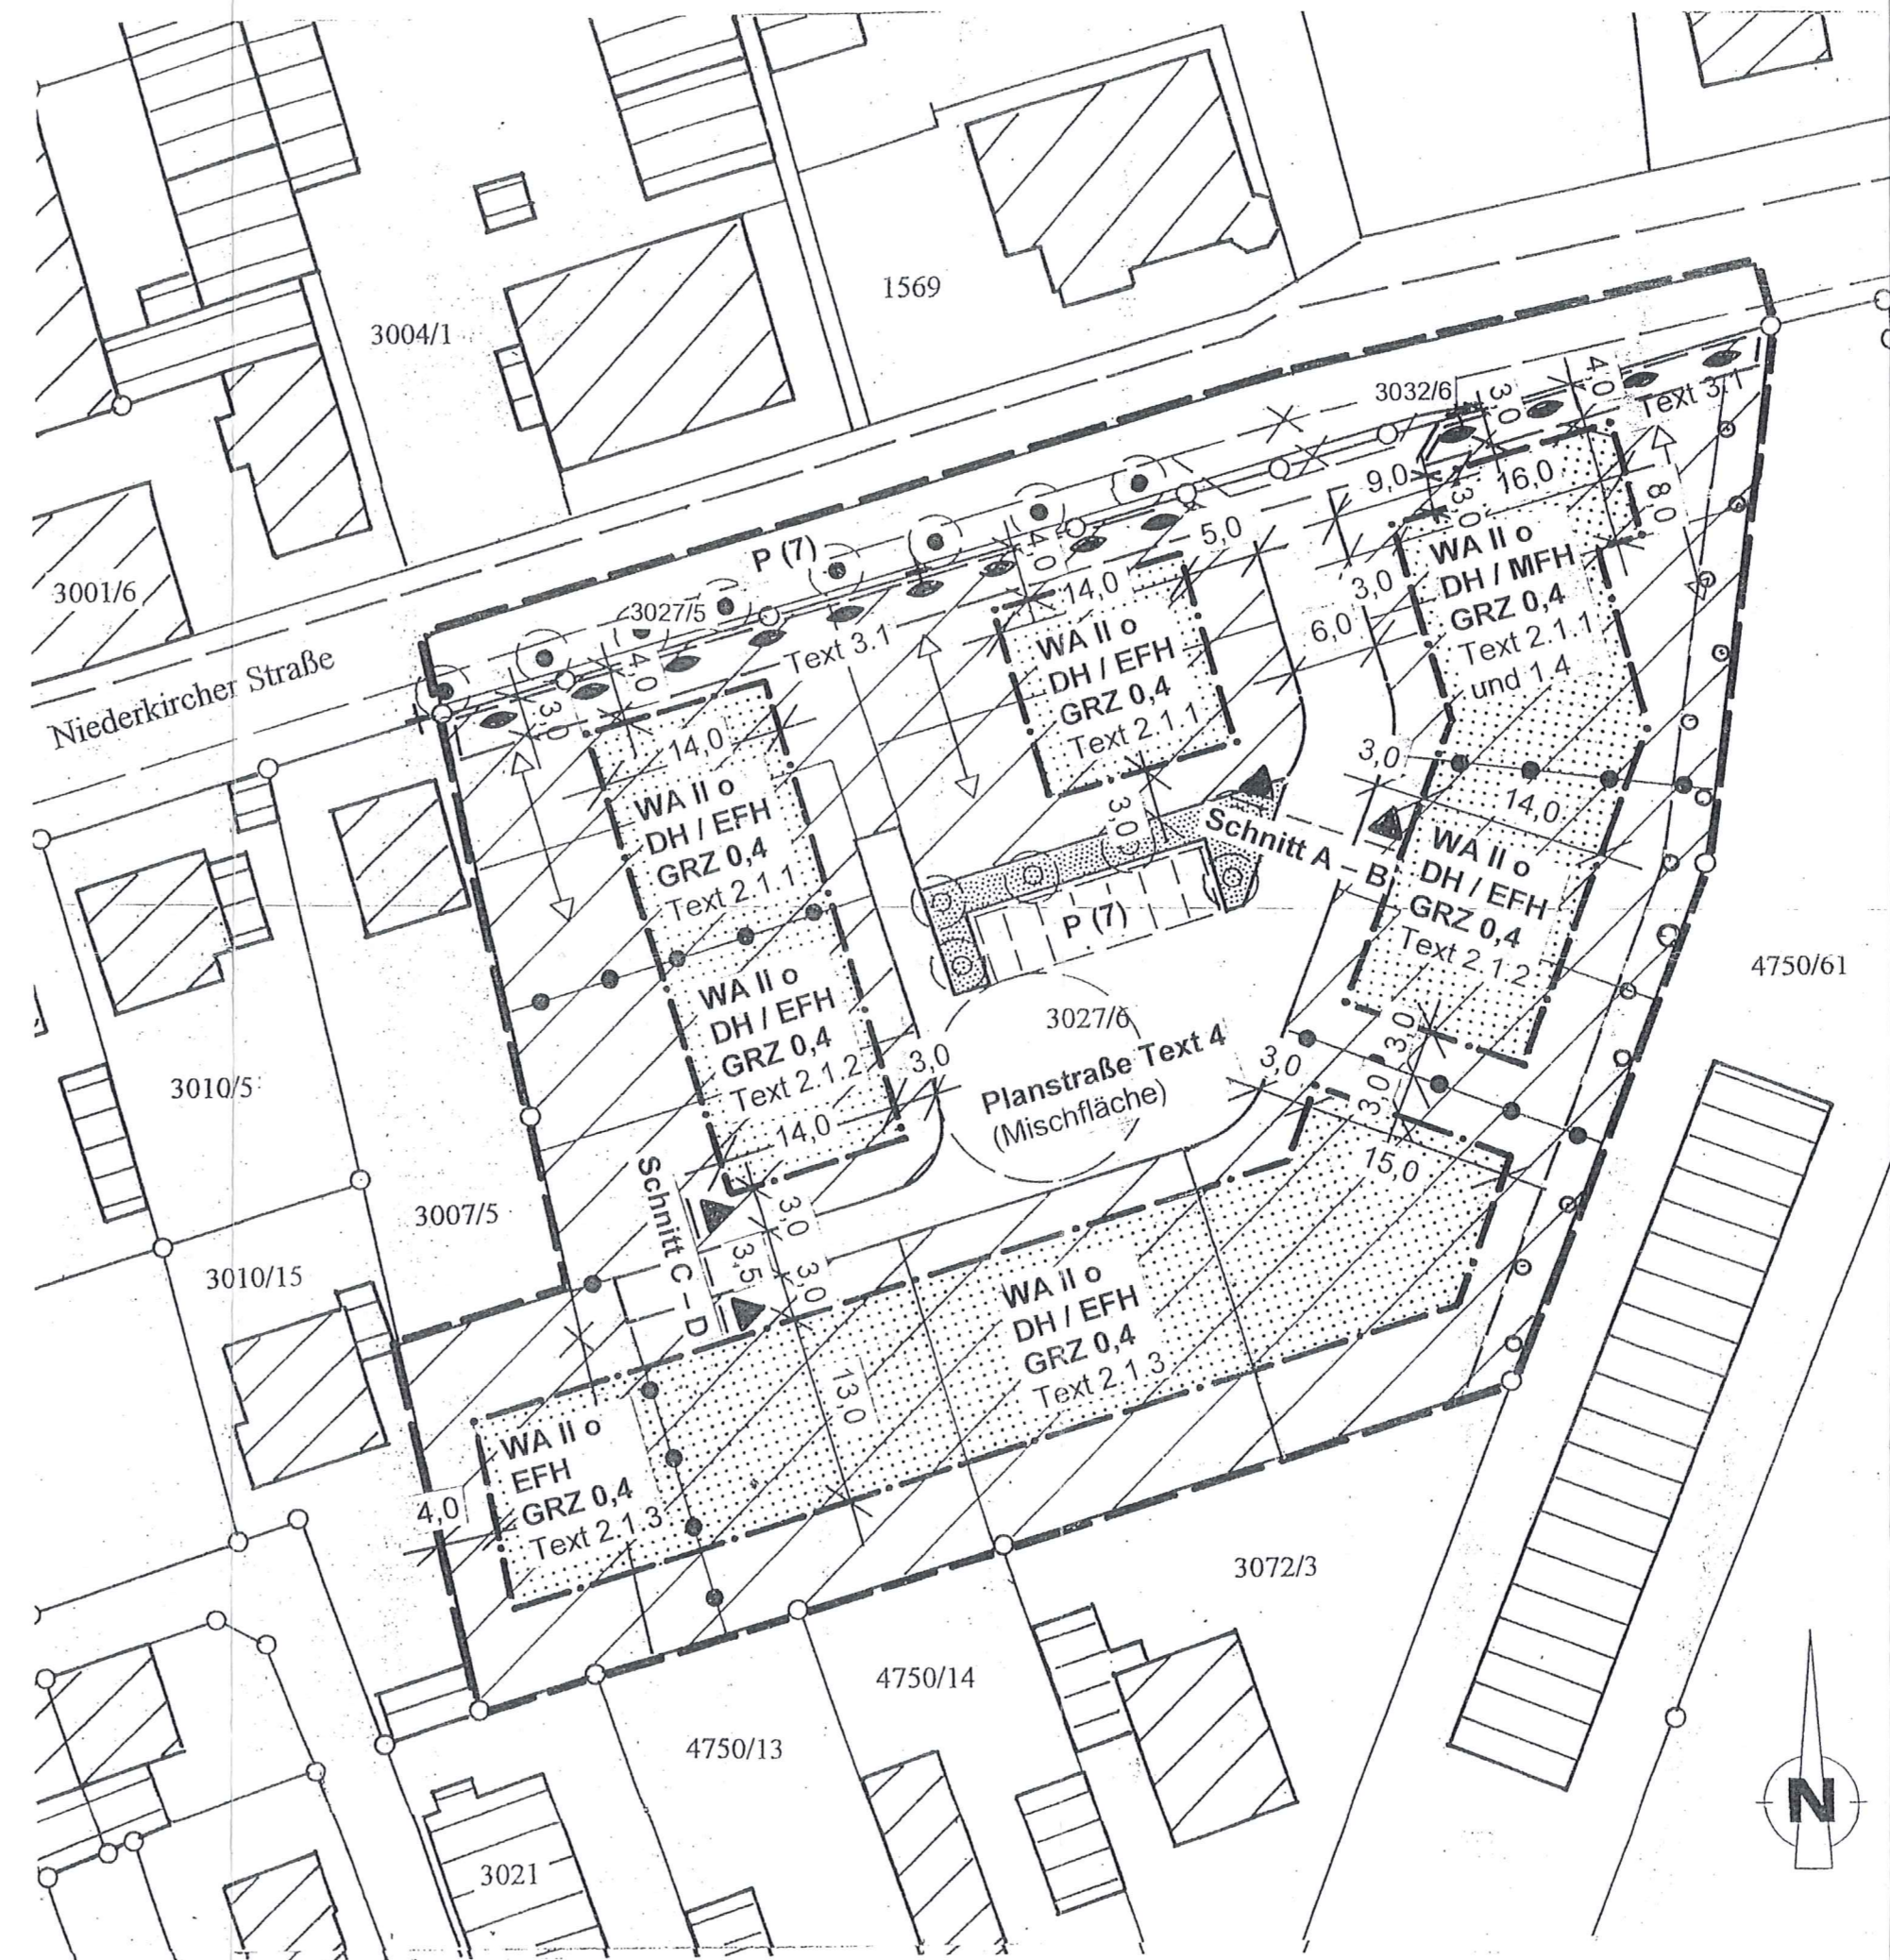 3004/1
1569
3001/6
Niederkircher Straße
3032/6
3,0
4,0
Text 3.1
9,0
16,0
3,0
8,0
P (7)
3027/5
4,0
5,0
14,0
Text 3.1
4,0
3,0
WA II o
DH / MFH
GRZ 0,4
Text 2.1.1
und 1.4
3,0
6,0
WA II o
DH / EFH
GRZ 0,4
Text 2.1.1
14,0
WA II o
DH / EFH
GRZ 0,4
Text 2.1.1
3,0
3,0
14,0
Schnitt A – B
WA II o
DH / EFH
GRZ 0,4
Text 2.1.2
P (7)
4750/61
WA II o
DH / EFH
GRZ 0,4
Text 2.1.2
14,0
3,0
3027/6
Planstraße Text 4
(Mischfläche)
3,0
3,0
3,0
15,0
3010/5
3007/5
3010/15
Schnitt C – D
3,0
3,5
3,0
13,0
WA II o
DH / EFH
GRZ 0,4
Text 2.1.3
WA II o
EFH
GRZ 0,4
Text 2.1.3
4,0
3072/3
4750/14
4750/13
3021
N